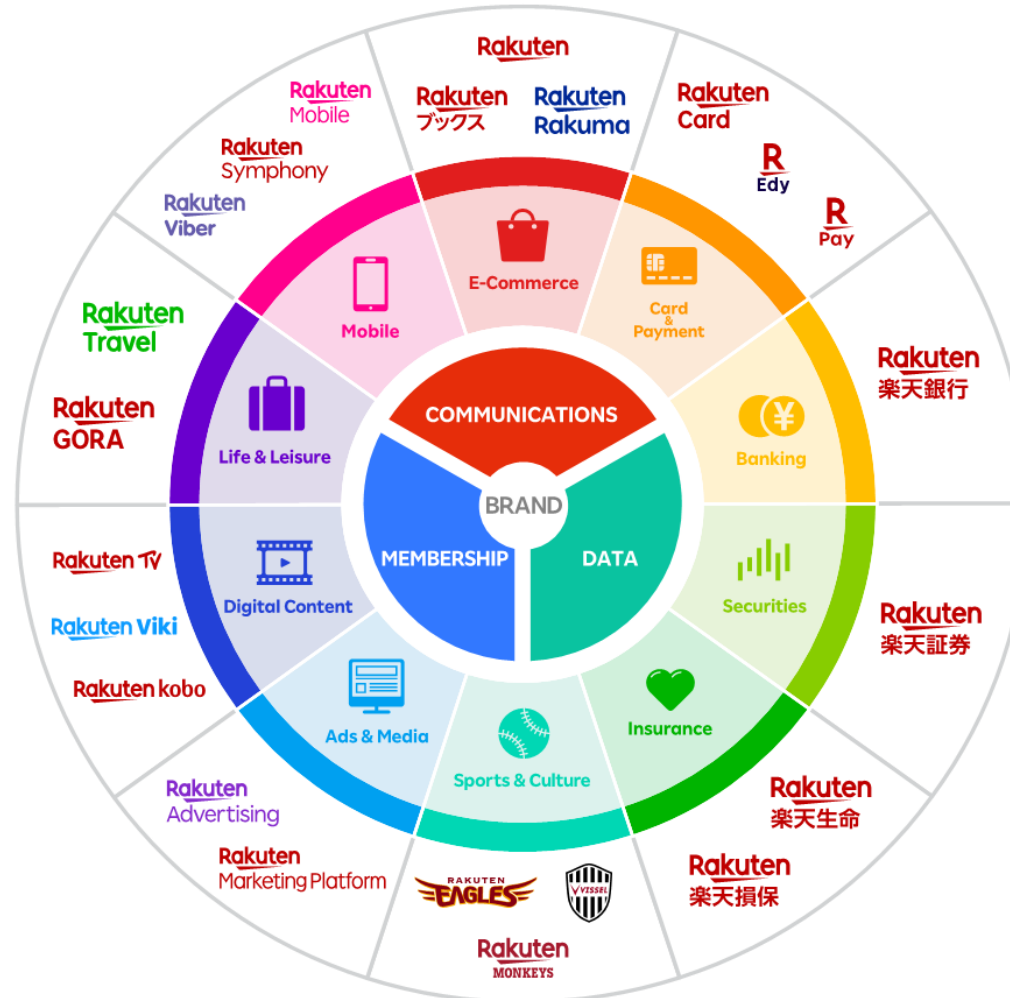 Rakuten
Rakuten
ブックス
Rakuten
Rakuma
Rakuten
Card
R
Edy
R
Pay
Rakuten
楽天銀行
Rakuten
楽天証券
Rakuten
楽天生命
Rakuten
楽天損保
RAKUTEN
EAGLES
VISSEL
Rakuten
MONKEYS
Rakuten
Marketing Platform
Rakuten
Advertising
Rakuten kobo
Rakuten Viki
Rakuten TV
Rakuten
GORA
Rakuten
Travel
Rakuten
Viber
Rakuten
Symphony
Rakuten
Mobile
E-Commerce
Card
&
Payment
¥
Banking
Securities
Insurance
Sports & Culture
Ads & Media
Digital Content
Life & Leisure
Mobile
COMMUNICATIONS
BRAND
MEMBERSHIP
DATA